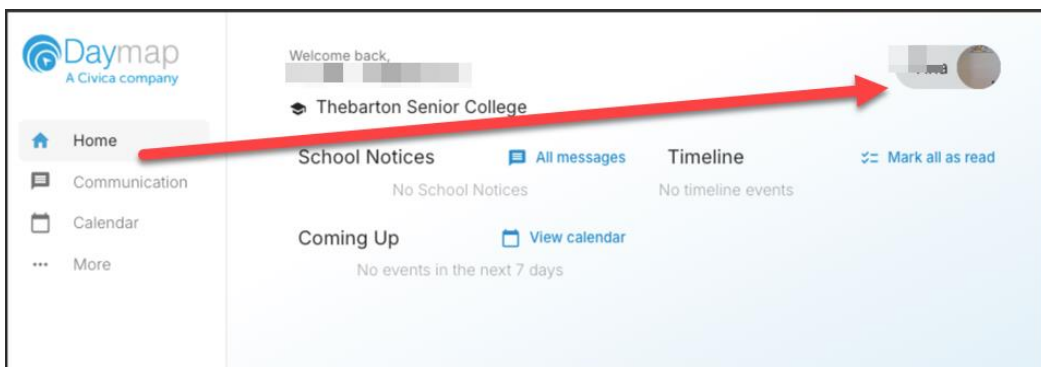 Daymap
A Civica company
Home
Communication
Calendar
More
Welcome back,
Thebarton Senior College
School Notices
All messages
No School Notices
Timeline
Mark all as read
No timeline events
Coming Up
View calendar
No events in the next 7 days